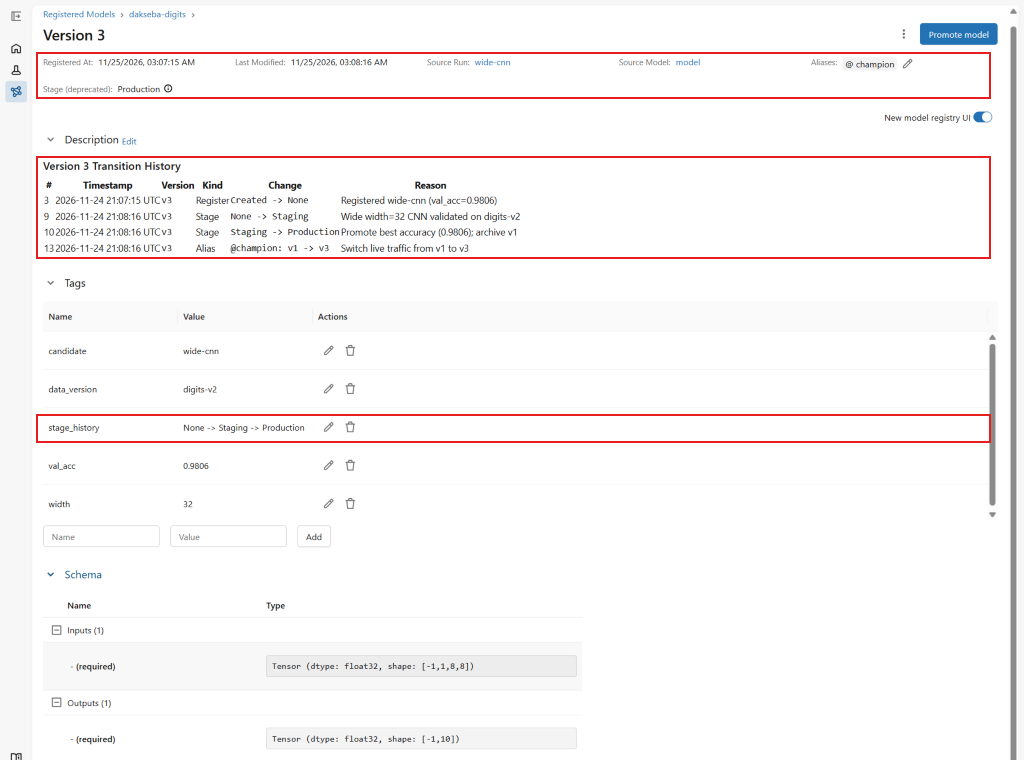 Registered Models › dakseba-digits ›
Version 3
Promote model
Registered At: 11/25/2026, 03:07:15 AM Last Modified: 11/25/2026, 03:08:16 AM Source Run: wide-cnn Source Model: model Aliases: @ champion
Stage (deprecated): Production
New model registry UI
Description Edit
Version 3 Transition History
# Timestamp Version Kind Change Reason
3 2026-11-24 21:07:15 UTC v3 Register Created -> None Registered wide-cnn (val_acc=0.9806)
9 2026-11-24 21:08:16 UTC v3 Stage None -> Staging Wide width=32 CNN validated on digits-v2
10 2026-11-24 21:08:16 UTC v3 Stage Staging -> Production Promote best accuracy (0.9806); archive v1
13 2026-11-24 21:08:16 UTC v3 Alias @champion: v1 -> v3 Switch live traffic from v1 to v3
Tags
Name Value Actions
candidate wide-cnn
data_version digits-v2
stage_history None -> Staging -> Production
val_acc 0.9806
width 32
Name Value Add
Schema
Name Type
Inputs (1)
- (required) Tensor (dtype: float32, shape: [-1,1,8,8])
Outputs (1)
- (required) Tensor (dtype: float32, shape: [-1,10])